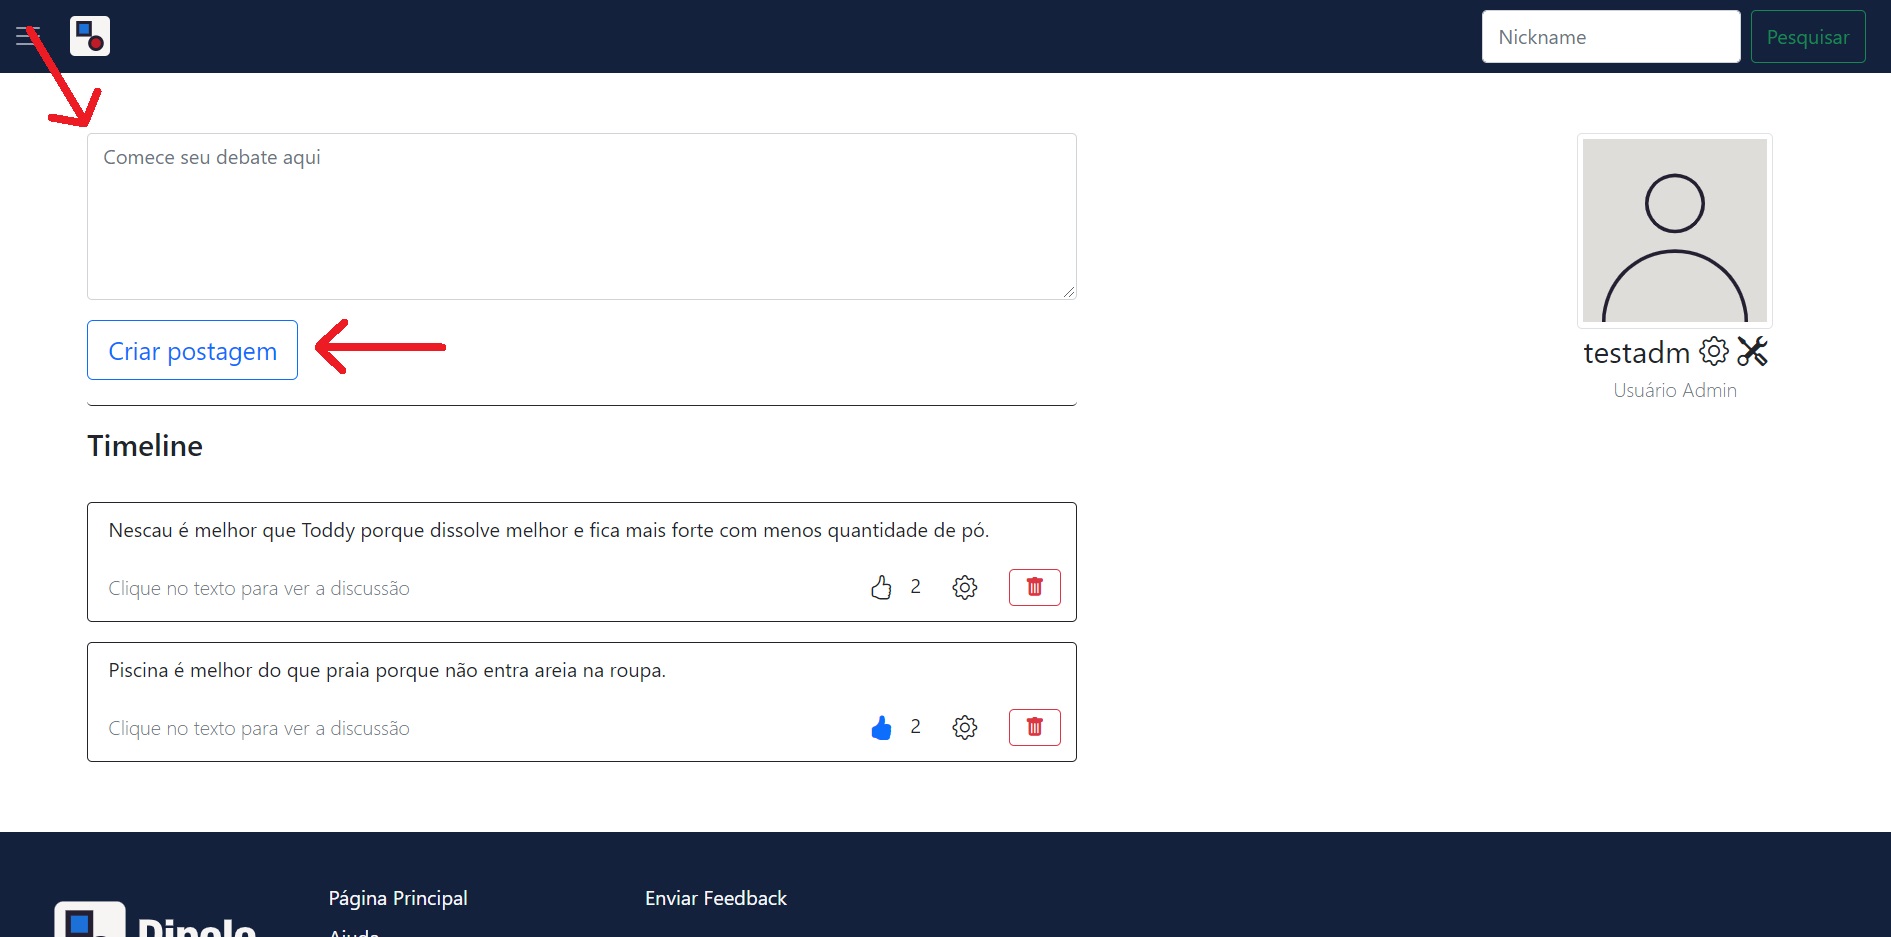 Nickname
Pesquisar
Comece seu debate aqui
Criar postagem
testadm
Usuário Admin
Timeline
Nescau é melhor que Toddy porque dissolve melhor e fica mais forte com menos quantidade de pó.
Clique no texto para ver a discussão
2
Piscina é melhor do que praia porque não entra areia na roupa.
Clique no texto para ver a discussão
2
Página Principal
Enviar Feedback
Dipolo
Ajuda